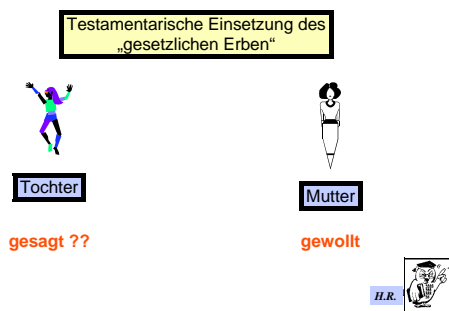 Testamentarische Einsetzung des
„gesetzlichen Erben“
Tochter
Mutter
gesagt ??
gewollt
H.R.